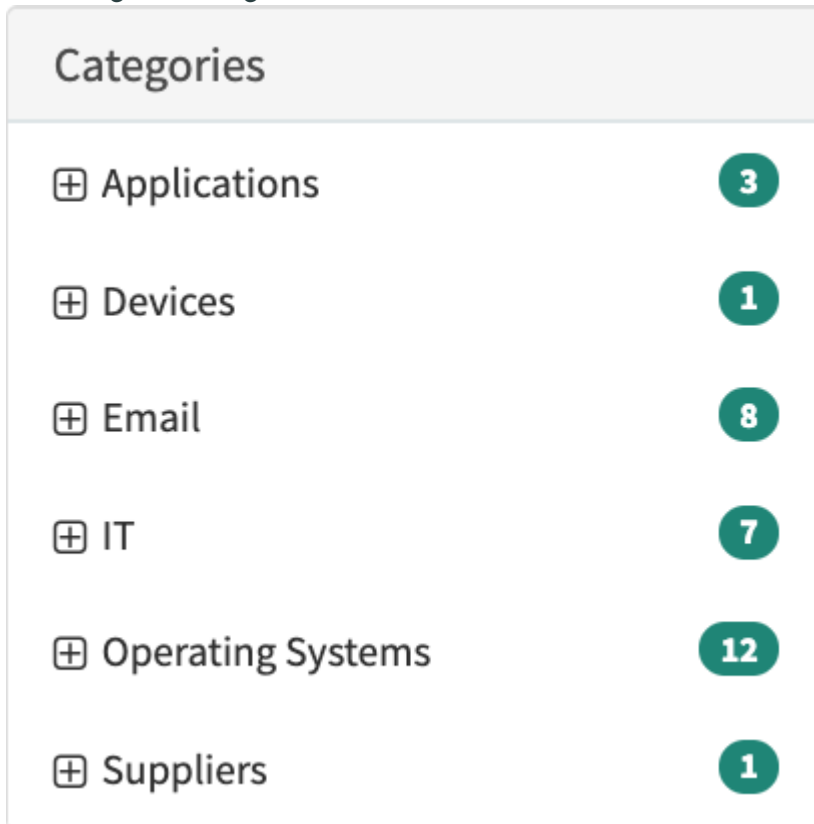 Categories
Applications 3
Devices 1
Email 8
IT 7
Operating Systems 12
Suppliers 1